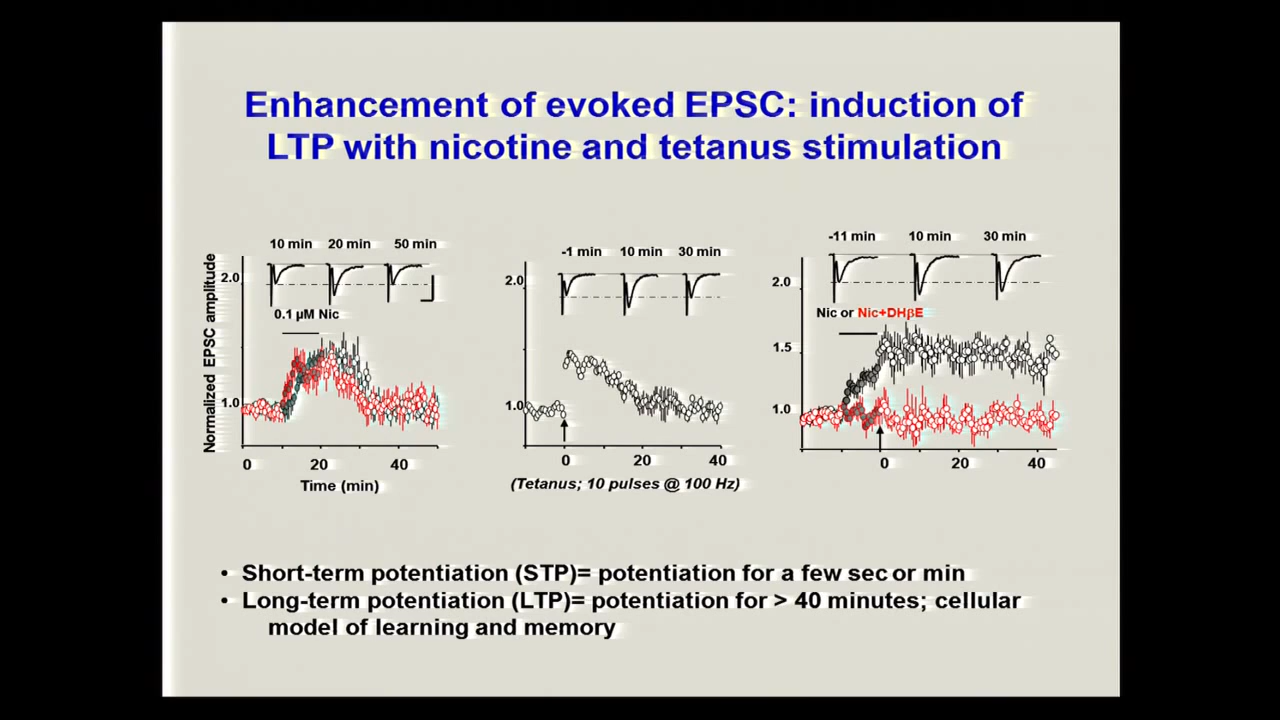 Enhancement of evoked EPSC: induction of
LTP with nicotine and tetanus stimulation
Normalized EPSC amplitude
10 min 20 min 50 min
2.0
0.1 µM Nic
1.0
0 20 40
Time (min)
-1 min 10 min 30 min
2.0
1.0
0 20 40
(Tetanus; 10 pulses @ 100 Hz)
-11 min 10 min 30 min
2.0
Nic or Nic+DHβE
1.5
1.0
0 20 40
• Short-term potentiation (STP)= potentiation for a few sec or min
• Long-term potentiation (LTP)= potentiation for > 40 minutes; cellular
model of learning and memory